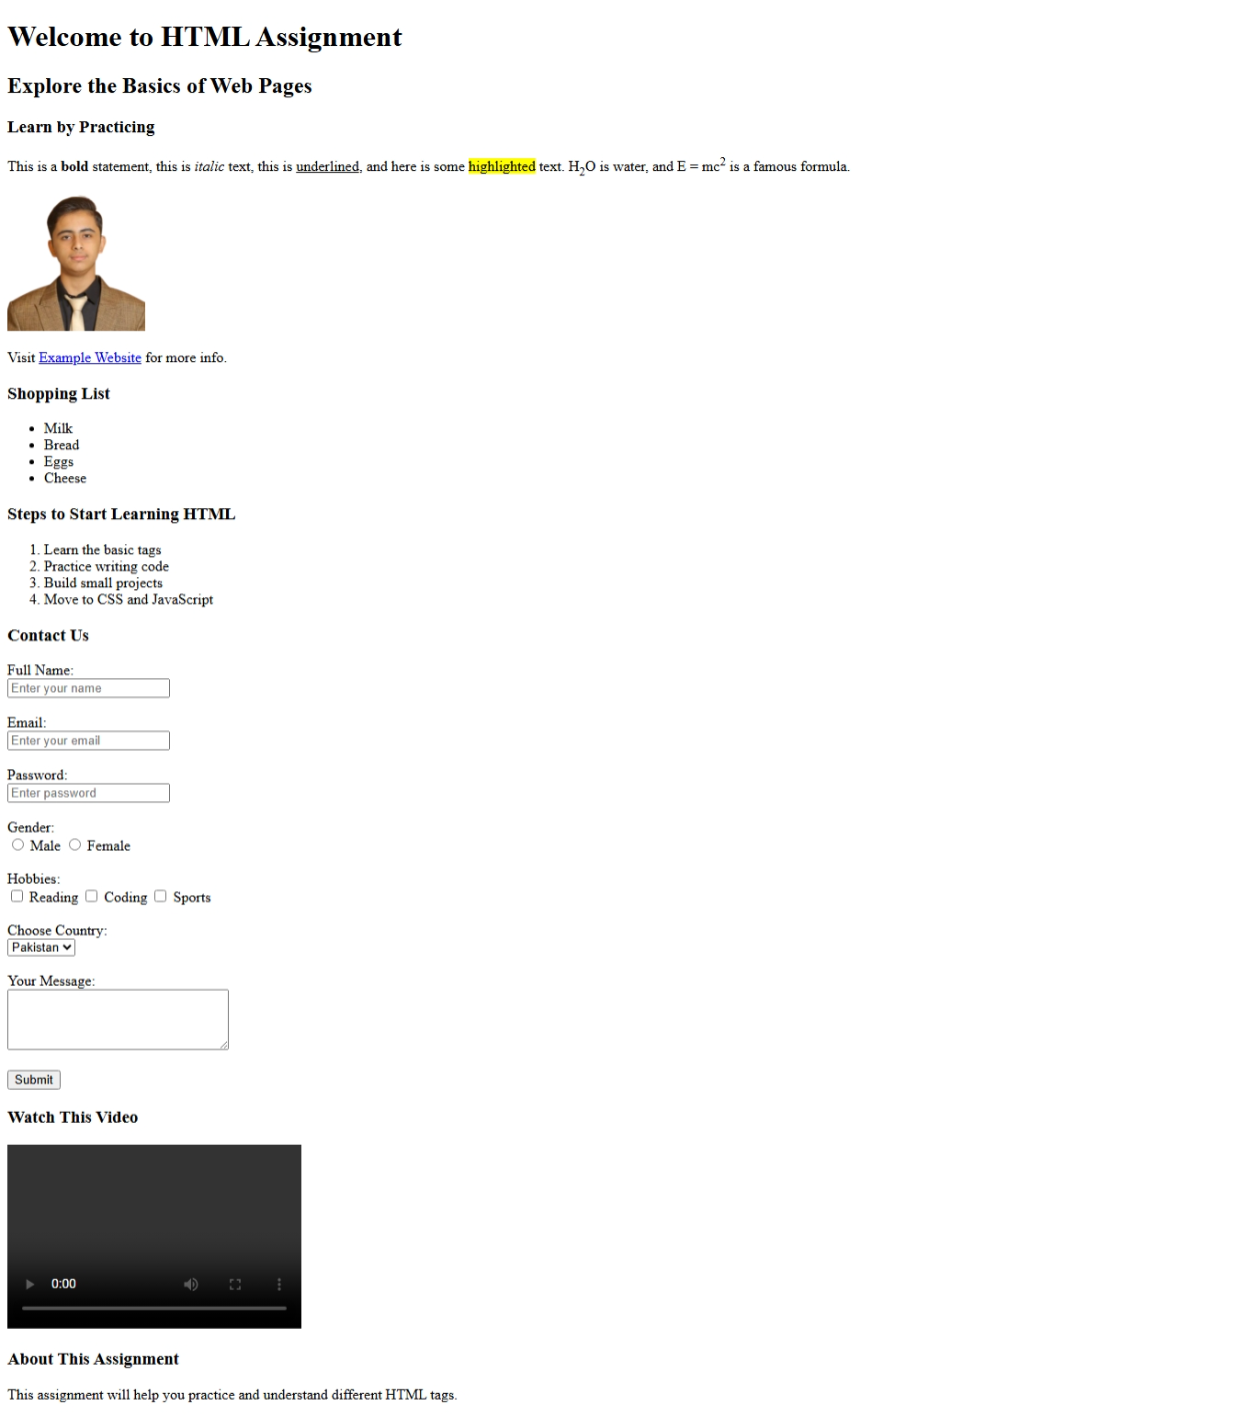 Welcome to HTML Assignment
Explore the Basics of Web Pages
Learn by Practicing
This is a bold statement, this is italic text, this is underlined, and here is some highlighted text. H₂O is water, and E = mc² is a famous formula.
Visit Example Website for more info.
Shopping List
• Milk
• Bread
• Eggs
• Cheese
Steps to Start Learning HTML
1. Learn the basic tags
2. Practice writing code
3. Build small projects
4. Move to CSS and JavaScript
Contact Us
Full Name:
Enter your name
Email:
Enter your email
Password:
Enter password
Gender:
Male Female
Hobbies:
Reading Coding Sports
Choose Country:
Pakistan
Your Message:
Submit
Watch This Video
0:00
About This Assignment
This assignment will help you practice and understand different HTML tags.